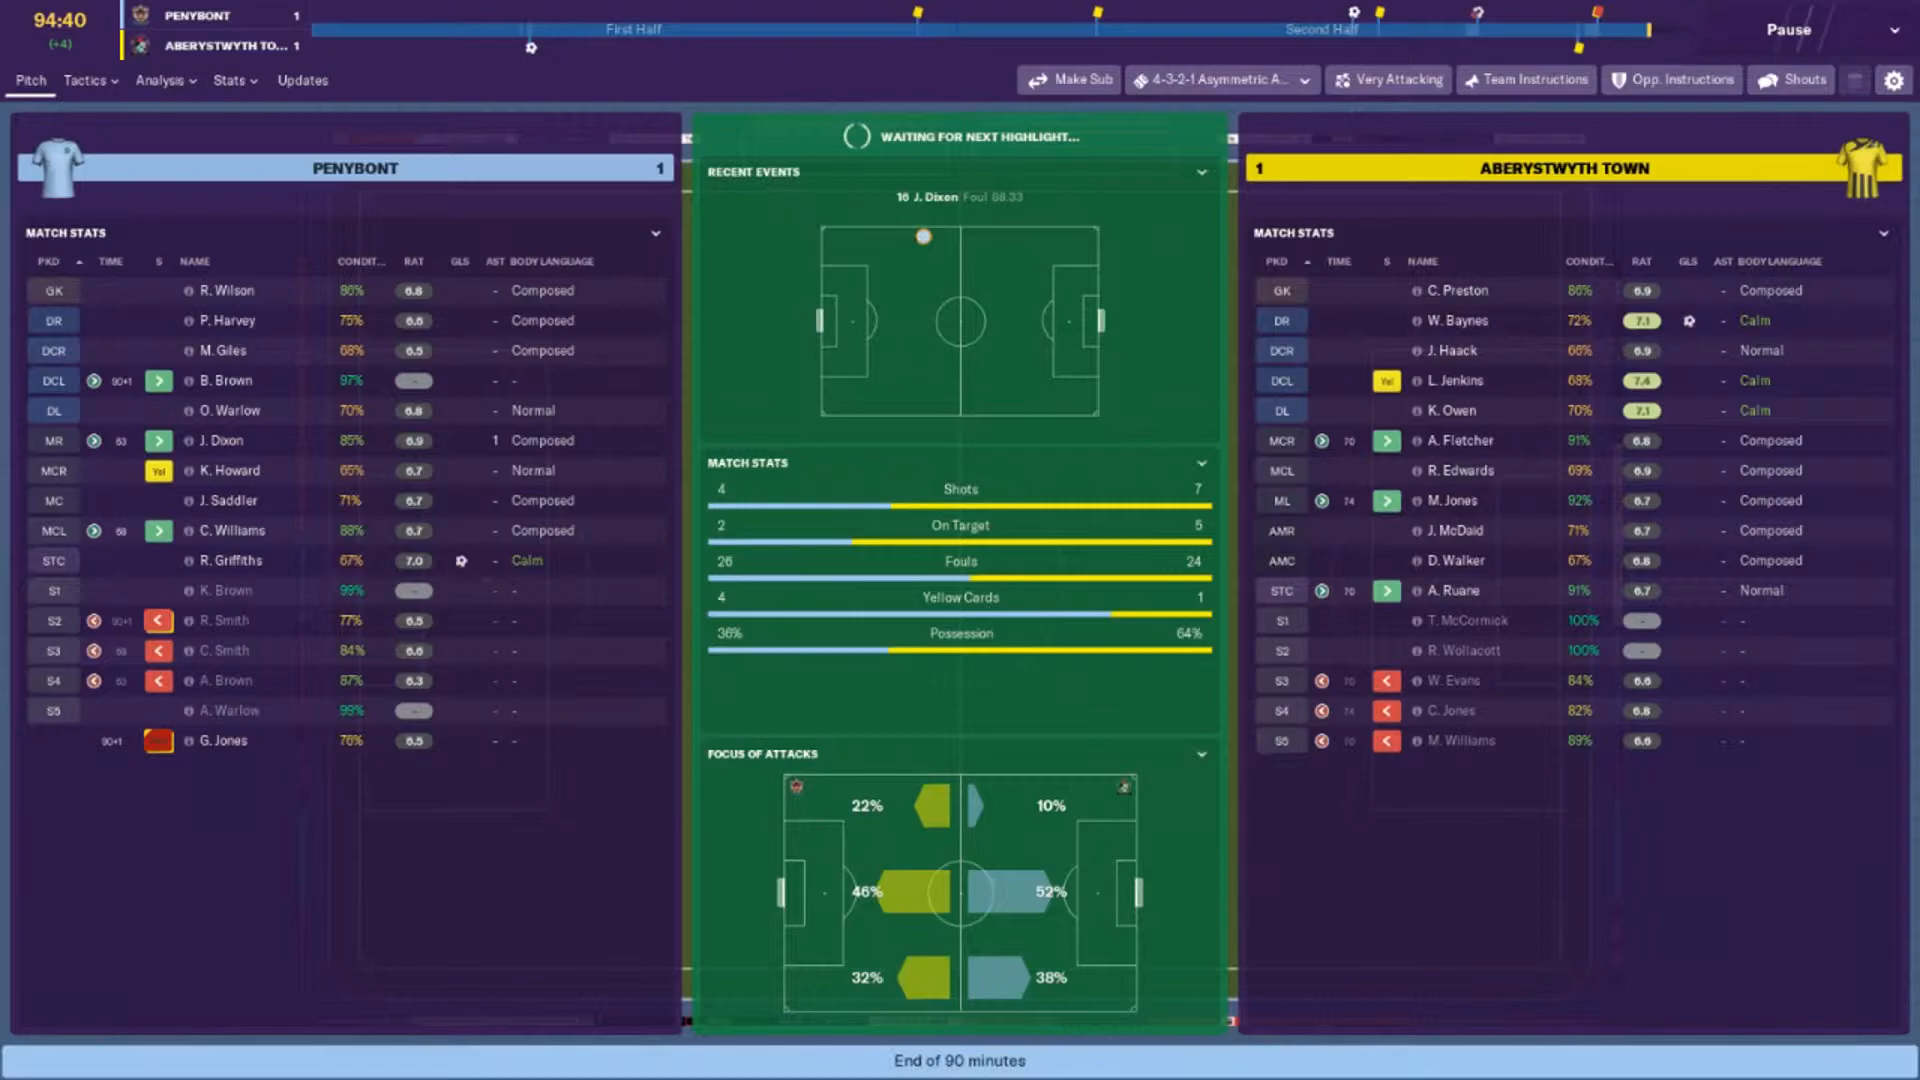 94:40
(+4)
PENYBONT 1
ABERYSTWYTH TO... 1
First Half
Second Half
Pause
Pitch
Tactics
Analysis
Stats
Updates
Make Sub
4-3-2-1 Asymmetric A...
Very Attacking
Team Instructions
Opp. Instructions
Shouts
PENYBONT 1
MATCH STATS
PKD TIME S NAME CONDIT... RAT GLS AST BODY LANGUAGE
GK R. Wilson 86% 6.8 - Composed
DR P. Harvey 75% 6.6 - Composed
DCR M. Giles 68% 6.5 - Composed
DCL 90+1 B. Brown 97% - - -
DL O. Warlow 70% 6.8 - Normal
MR 63 J. Dixon 85% 6.9 1 Composed
MCR Yel K. Howard 65% 6.7 - Normal
MC J. Saddler 71% 6.7 - Composed
MCL 68 C. Williams 88% 6.7 - Composed
STC R. Griffiths 67% 7.0 - Calm
S1 K. Brown 99% - - -
S2 90+1 R. Smith 77% 6.5 - -
S3 C. Smith 84% 6.6 - -
S4 63 A. Brown 87% 6.3 - -
S5 A. Warlow 99% - - -
90+1 G. Jones 76% 6.5 - -
WAITING FOR NEXT HIGHLIGHT...
RECENT EVENTS
16 J. Dixon Foul 88.33
MATCH STATS
4 Shots 7
2 On Target 5
26 Fouls 24
4 Yellow Cards 1
36% Possession 64%
FOCUS OF ATTACKS
22% 10%
46% 52%
32% 38%
1 ABERYSTWYTH TOWN
MATCH STATS
PKD TIME S NAME CONDIT... RAT GLS AST BODY LANGUAGE
GK C. Preston 86% 6.9 - Composed
DR W. Baynes 72% 7.1 - Calm
DCR J. Haack 66% 6.9 - Normal
DCL Yel L. Jenkins 68% 7.4 - Calm
DL K. Owen 70% 7.1 - Calm
MCR 70 A. Fletcher 91% 6.8 - Composed
MCL R. Edwards 69% 6.9 - Composed
ML 74 M. Jones 92% 6.7 - Composed
AMR J. McDaid 71% 6.7 - Composed
AMC D. Walker 67% 6.8 - Composed
STC 70 A. Ruane 91% 6.7 - Normal
S1 T. McCormick 100% - - -
S2 R. Wollacott 100% - - -
S3 70 W. Evans 84% 6.6 - -
S4 74 C. Jones 82% 6.8 - -
S5 70 M. Williams 89% 6.6 - -
End of 90 minutes